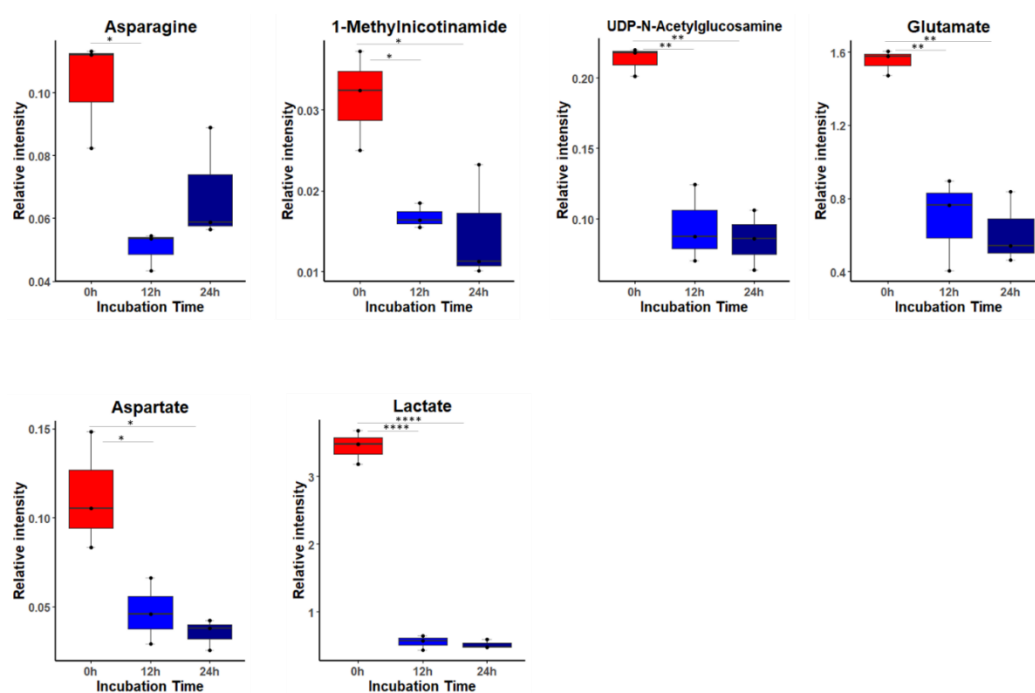 Asparagine
*
Relative intensity
0.10
0.08
0.06
0.04
0h 12h 24h
Incubation Time
1-Methylnicotinamide
*
*
Relative intensity
0.03
0.02
0.01
0h 12h 24h
Incubation Time
UDP-N-Acetylglucosamine
**
**
Relative intensity
0.20
0.15
0.10
0h 12h 24h
Incubation Time
Glutamate
**
**
Relative intensity
1.6
1.2
0.8
0.4
0h 12h 24h
Incubation Time
Aspartate
*
*
Relative intensity
0.15
0.10
0.05
0h 12h 24h
Incubation Time
Lactate
****
****
Relative intensity
3
2
1
0h 12h 24h
Incubation Time